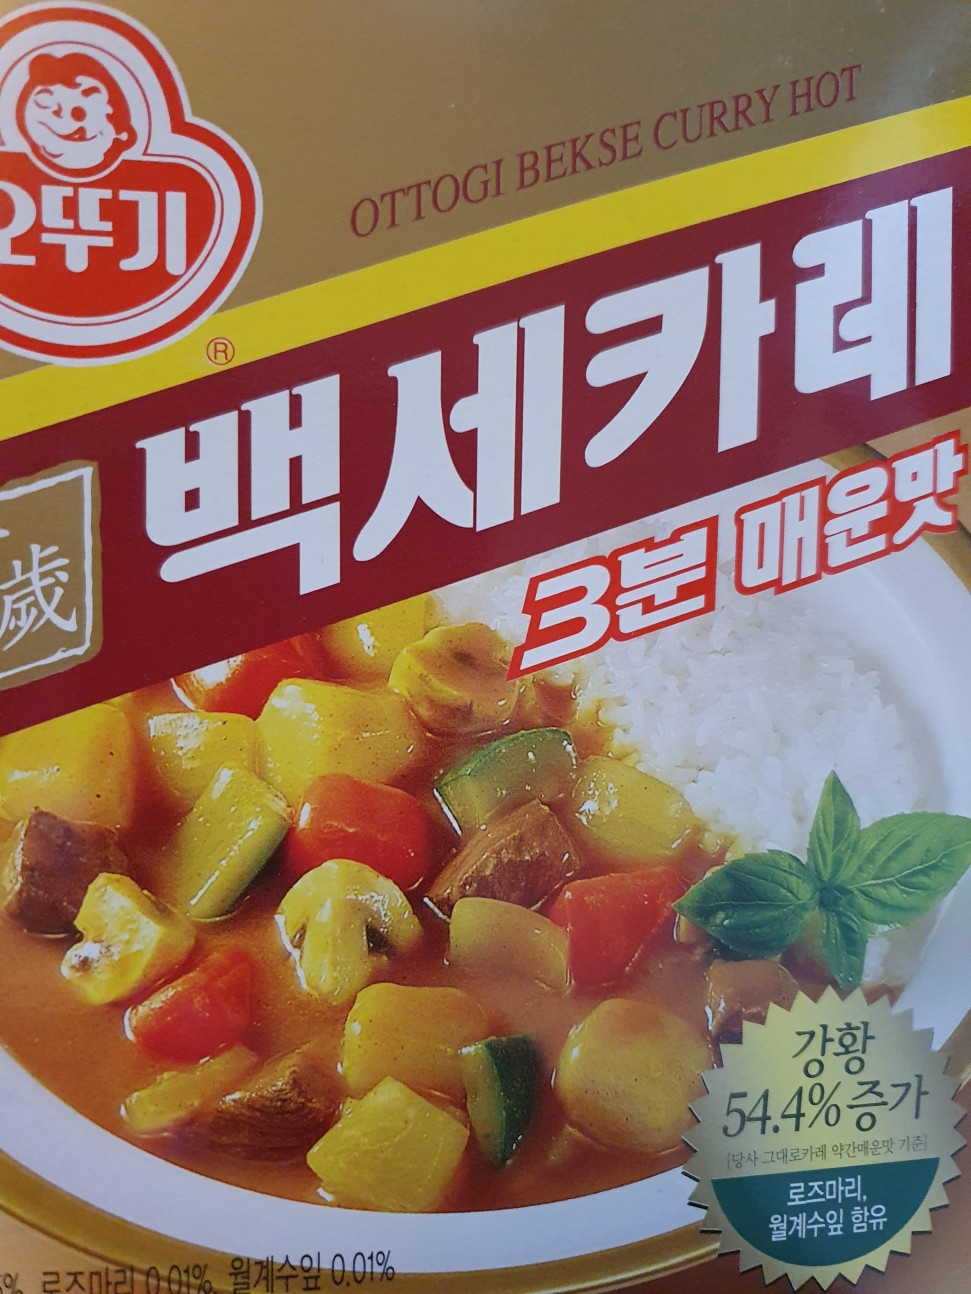 오뚜기
OTTOGI BEKSE CURRY HOT
®
백세카레
歲
3분 매운맛
강황
54.4% 증가
[당사 그대로카레 약간매운맛 기준]
로즈마리,
월계수잎 함유
%, 로즈마리 0.01%, 월계수잎 0.01%